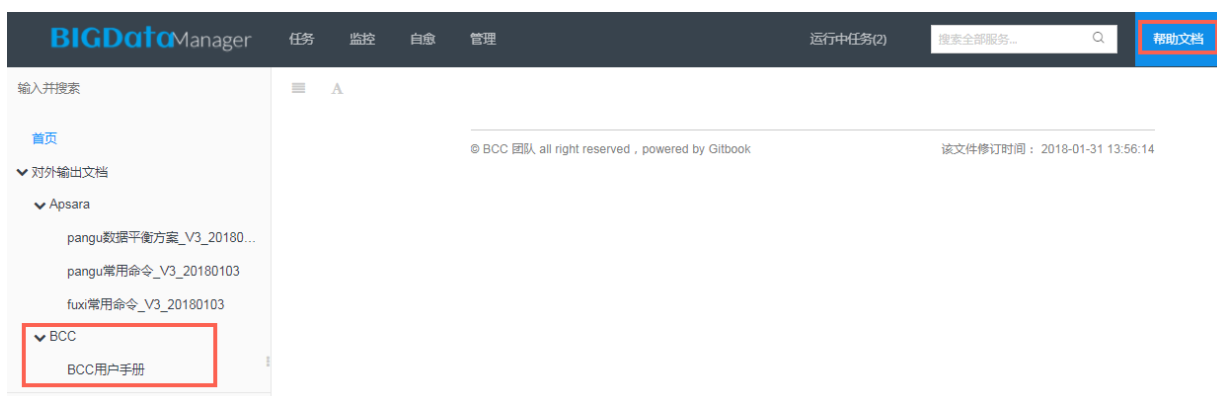 BIGDataManager 任务 监控 自愈 管理 运行中任务(2) 搜索全部服务... 帮助文档
输入并搜索 A
首页
© BCC 团队 all right reserved，powered by Gitbook 该文件修订时间： 2018-01-31 13:56:14
对外输出文档
Apsara
pangu数据平衡方案_V3_20180...
pangu常用命令_V3_20180103
fuxi常用命令_V3_20180103
BCC
BCC用户手册